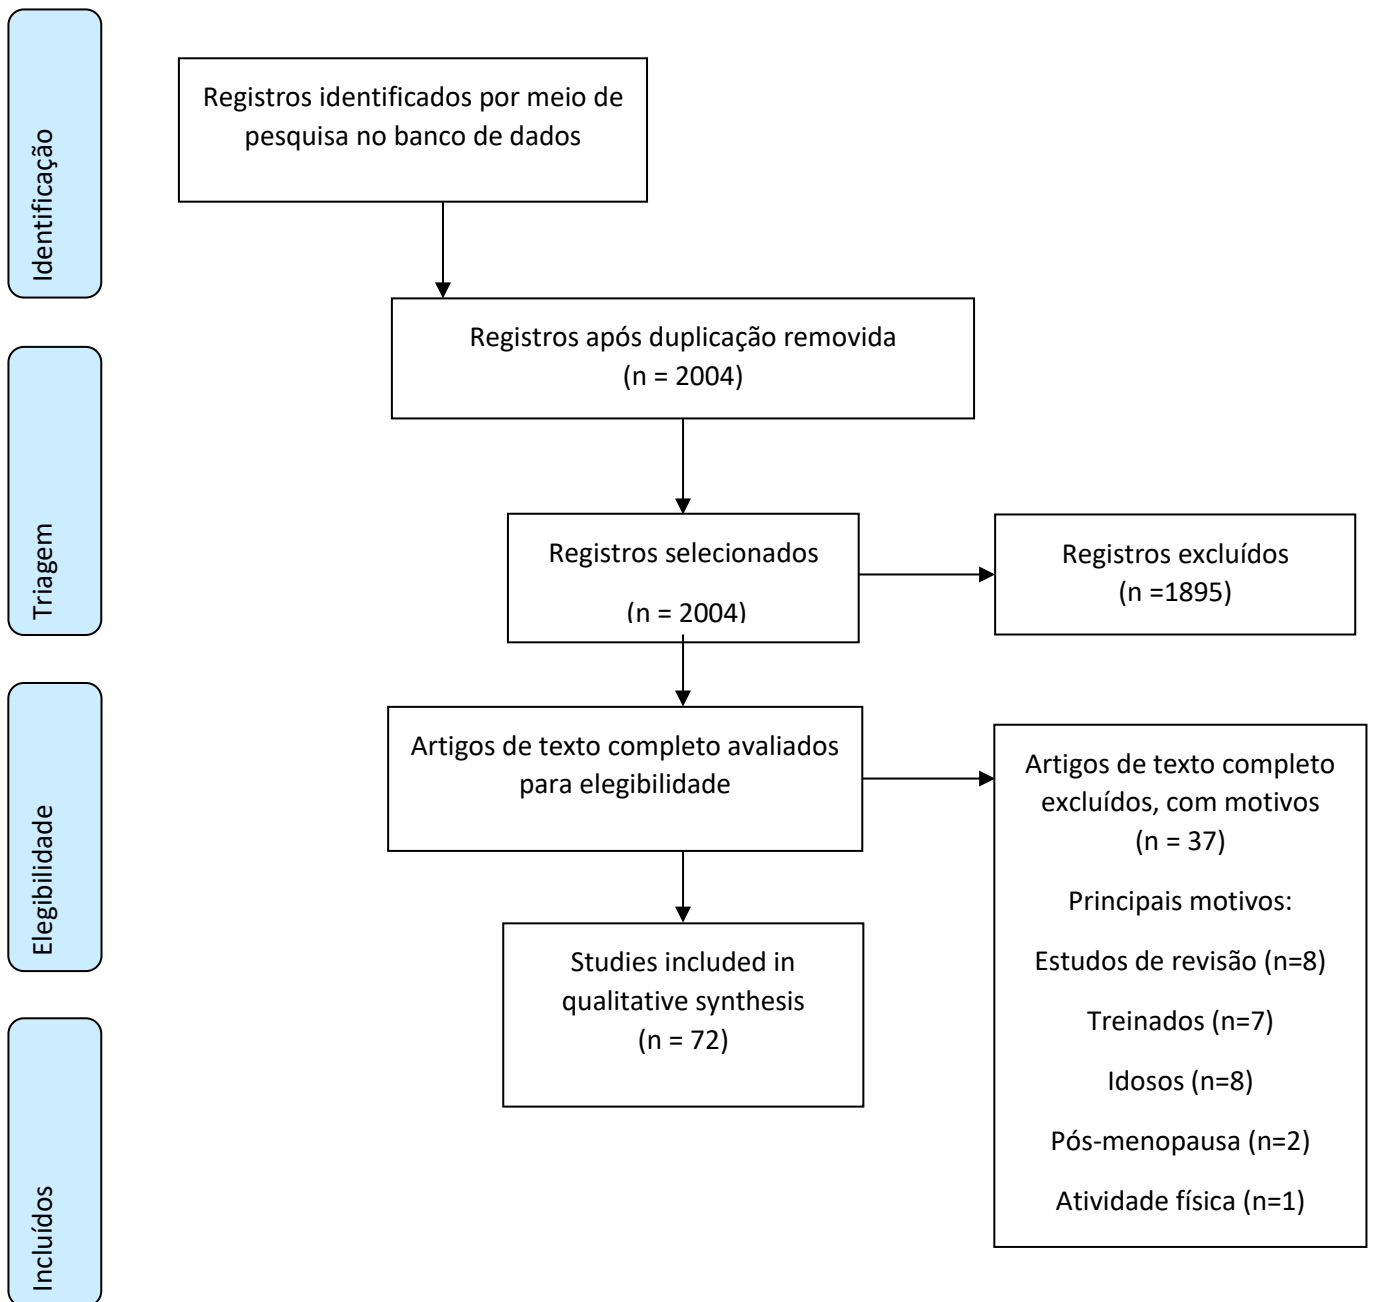 Identificação
Registros identificados por meio de
pesquisa no banco de dados
Registros após duplicação removida
(n = 2004)
Triagem
Registros selecionados
(n = 2004)
Registros excluídos
(n =1895)
Elegibilidade
Artigos de texto completo avaliados
para elegibilidade
Artigos de texto completo
excluídos, com motivos
(n = 37)
Principais motivos:
Estudos de revisão (n=8)
Treinados (n=7)
Idosos (n=8)
Pós-menopausa (n=2)
Atividade física (n=1)
Studies included in
qualitative synthesis
(n = 72)
Incluídos